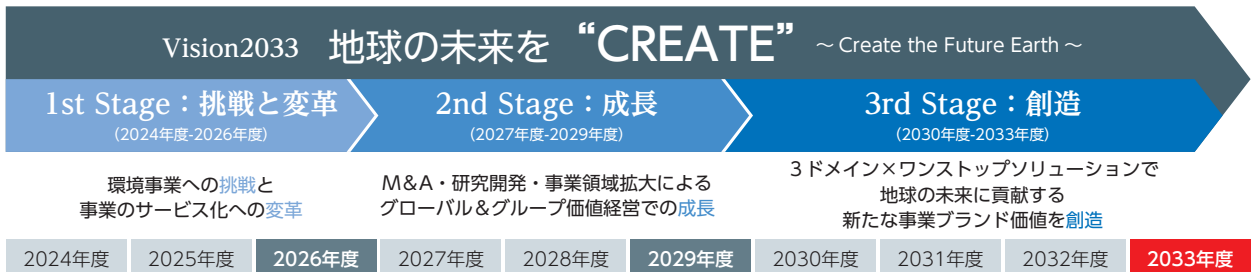 Vision2033 地球の未来を “CREATE” ～Create the Future Earth～
1st Stage：挑戦と変革
（2024年度-2026年度）
2nd Stage：成長
（2027年度-2029年度）
3rd Stage：創造
（2030年度-2033年度）
環境事業への挑戦と
事業のサービス化への変革
M&A・研究開発・事業領域拡大による
グローバル＆グループ価値経営での成長
３ドメイン×ワンストップソリューションで
地球の未来に貢献する
新たな事業ブランド価値を創造
2024年度 2025年度 2026年度 2027年度 2028年度 2029年度 2030年度 2031年度 2032年度 2033年度